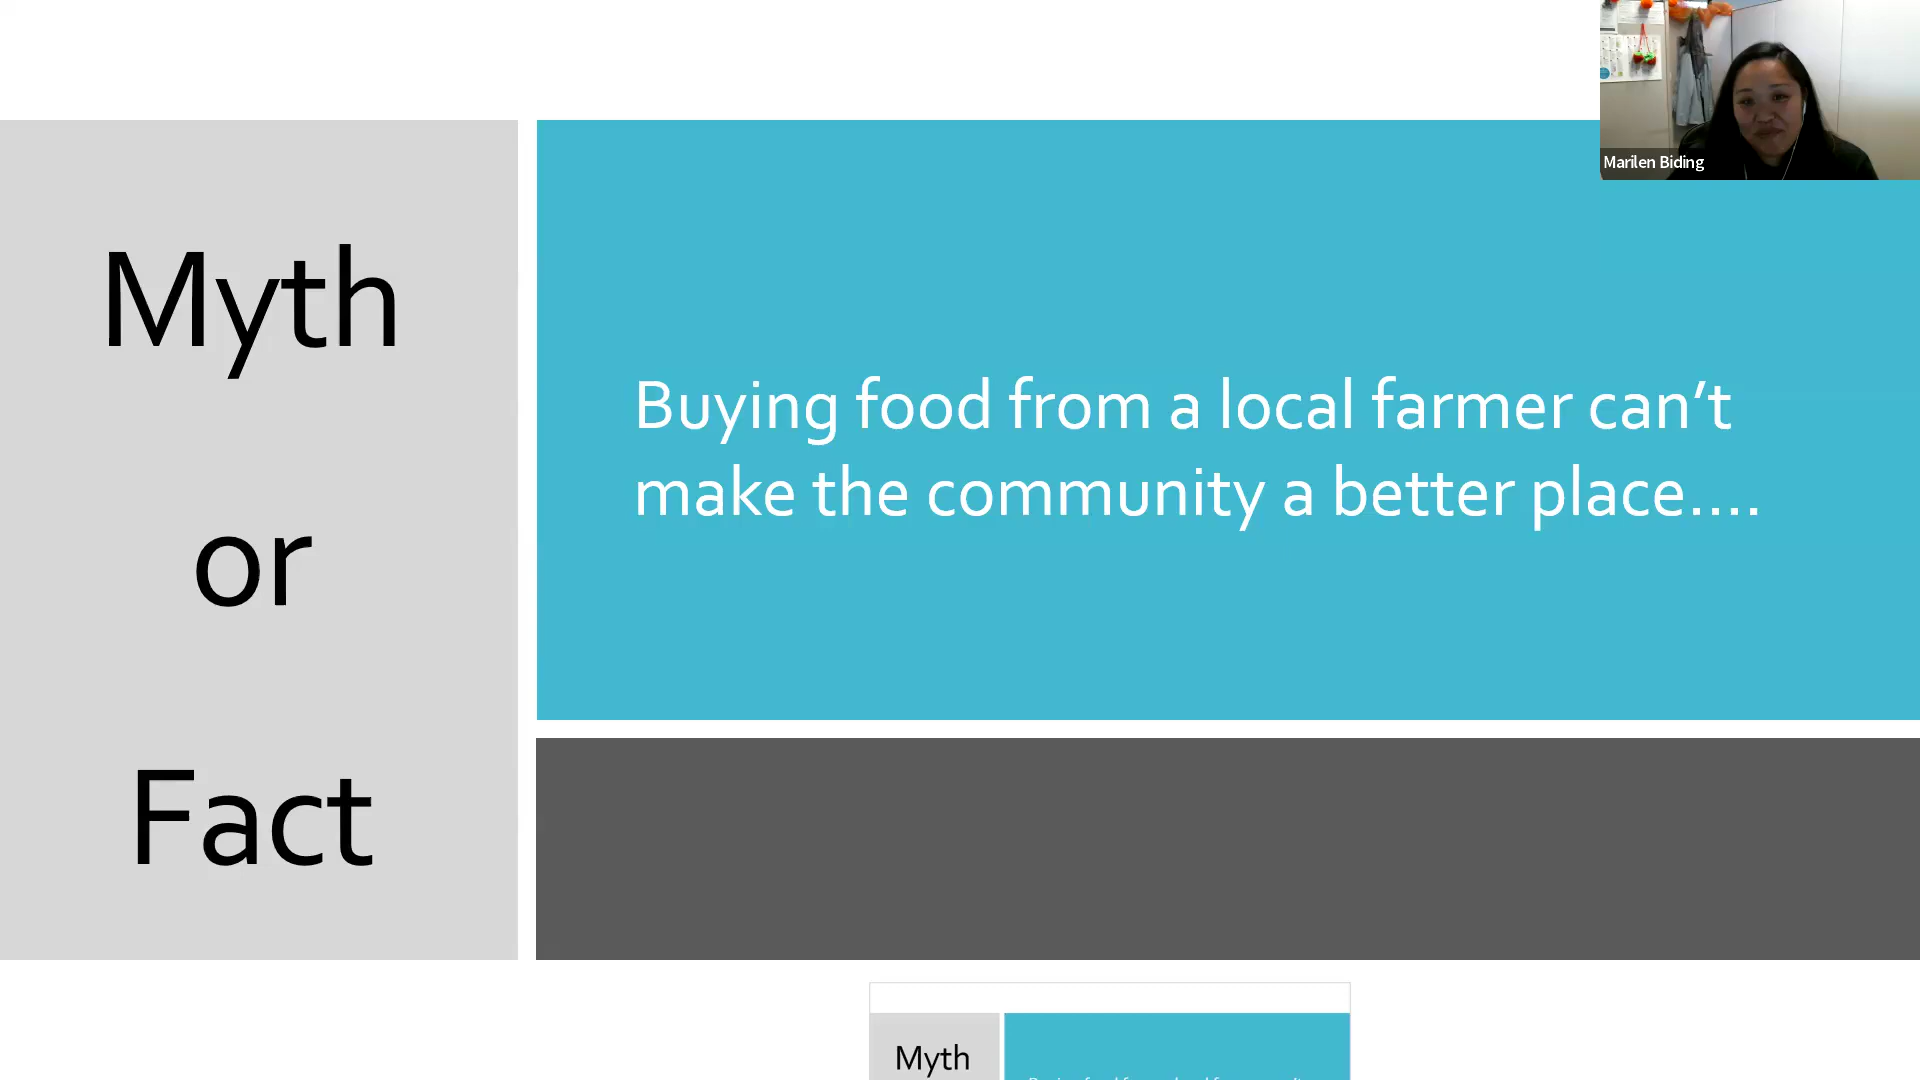 Marilen Biding
Myth
or
Fact
Buying food from a local farmer can’t
make the community a better place....
Myth